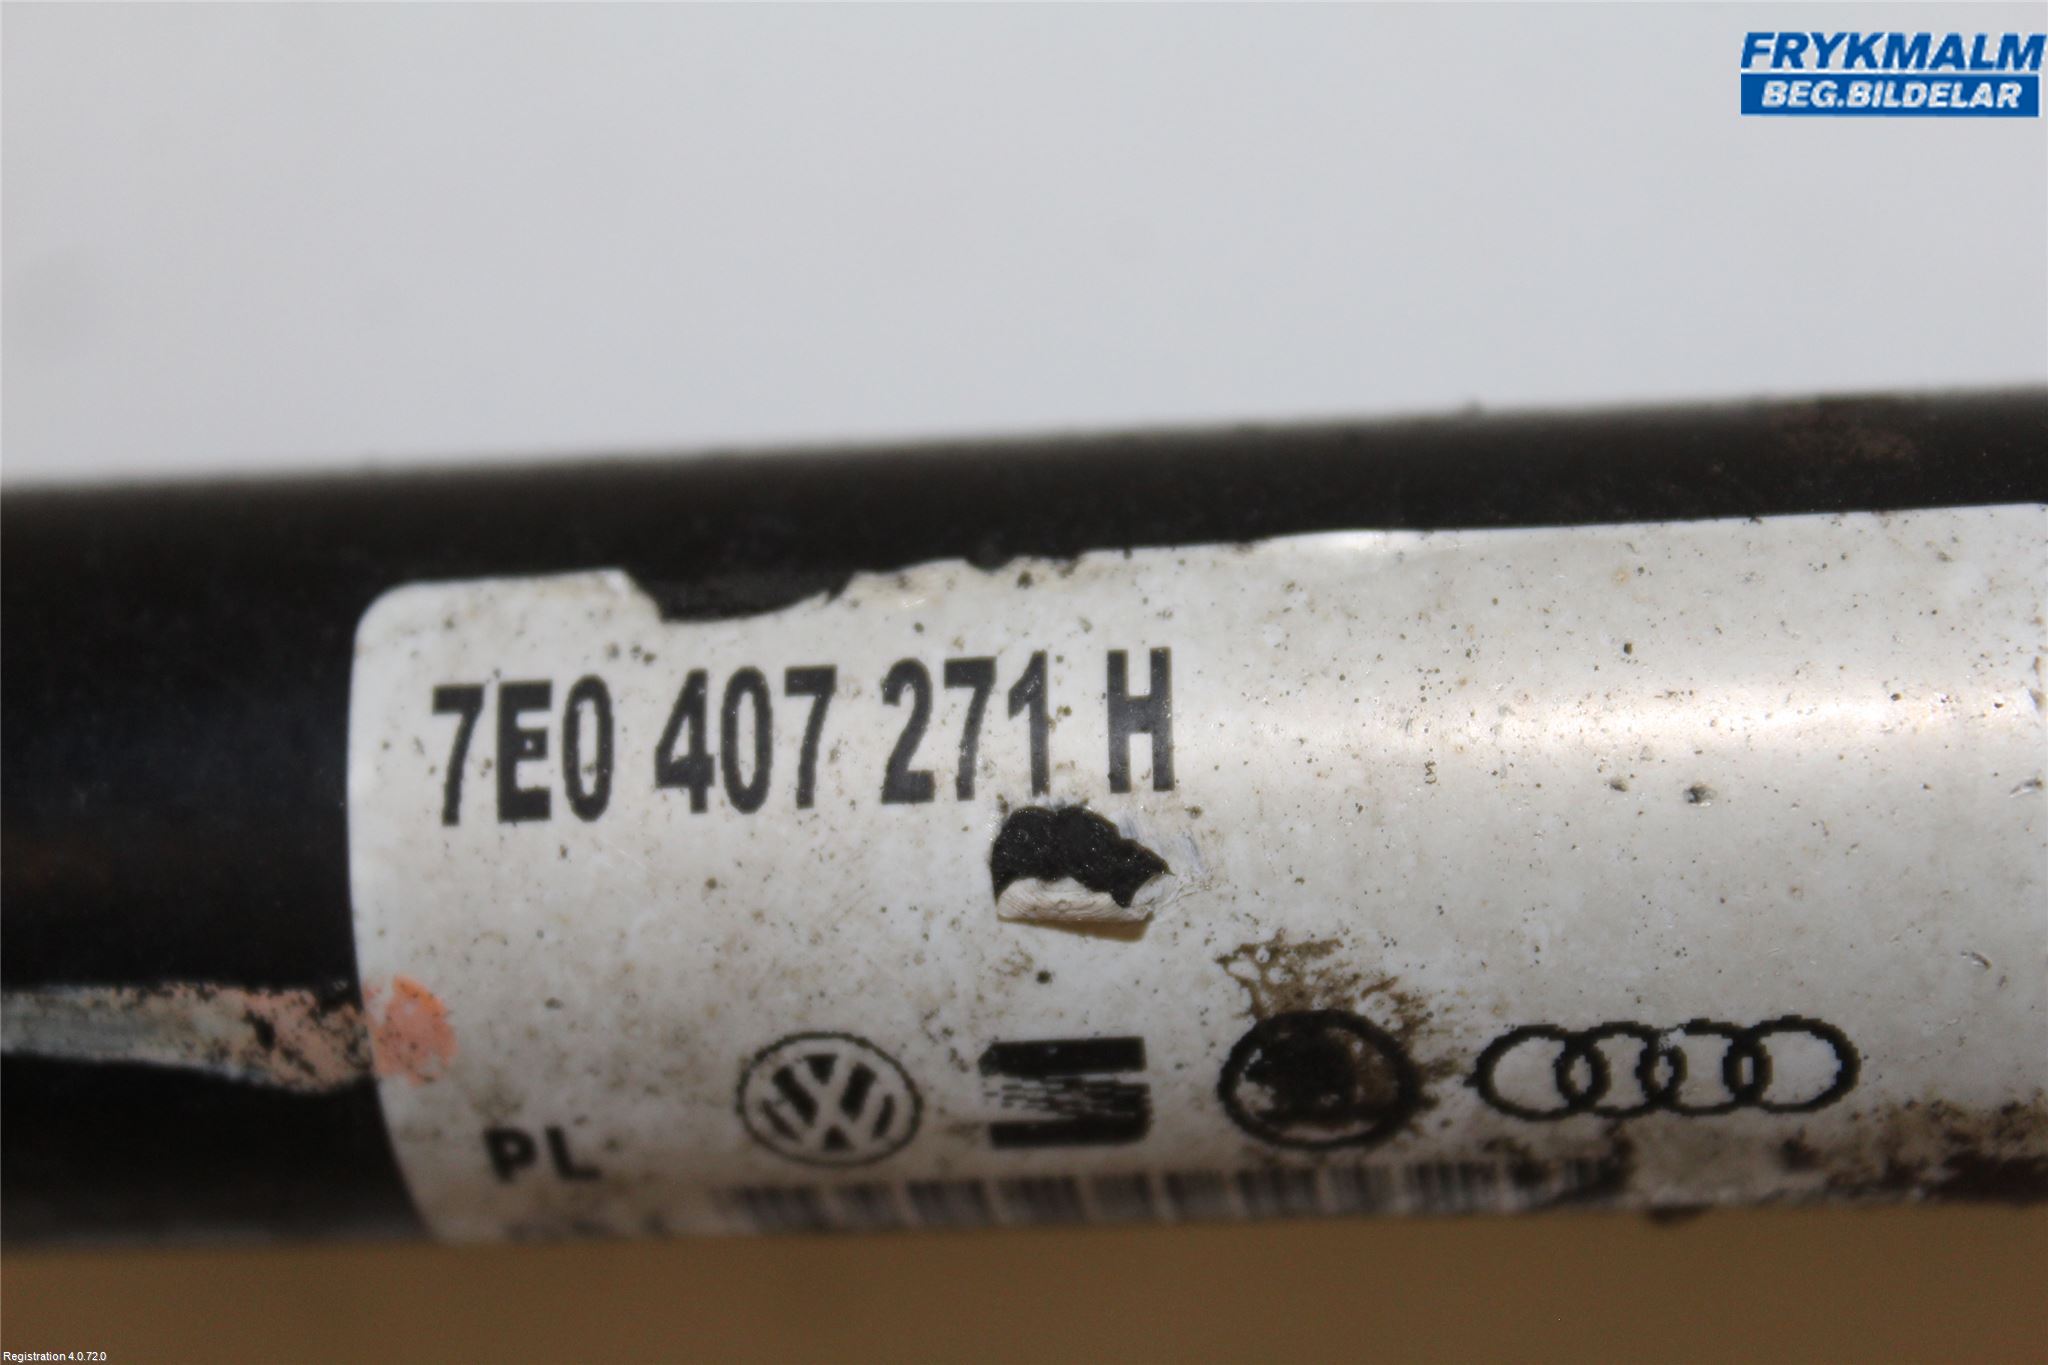 FRYKMALM
BEG.BILDELAR
7E0 407 271 H
PL
Registration 4.0.72.0